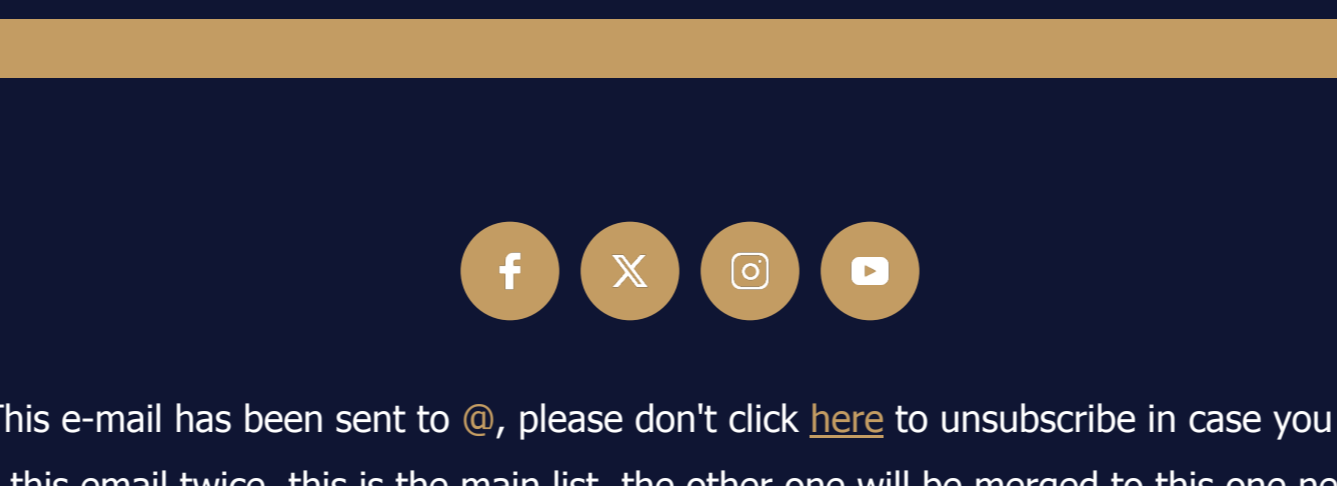 This e-mail has been sent to @, please don't click here to unsubscribe in case you
this email twice, this is the main list, the other one will be merged to this one